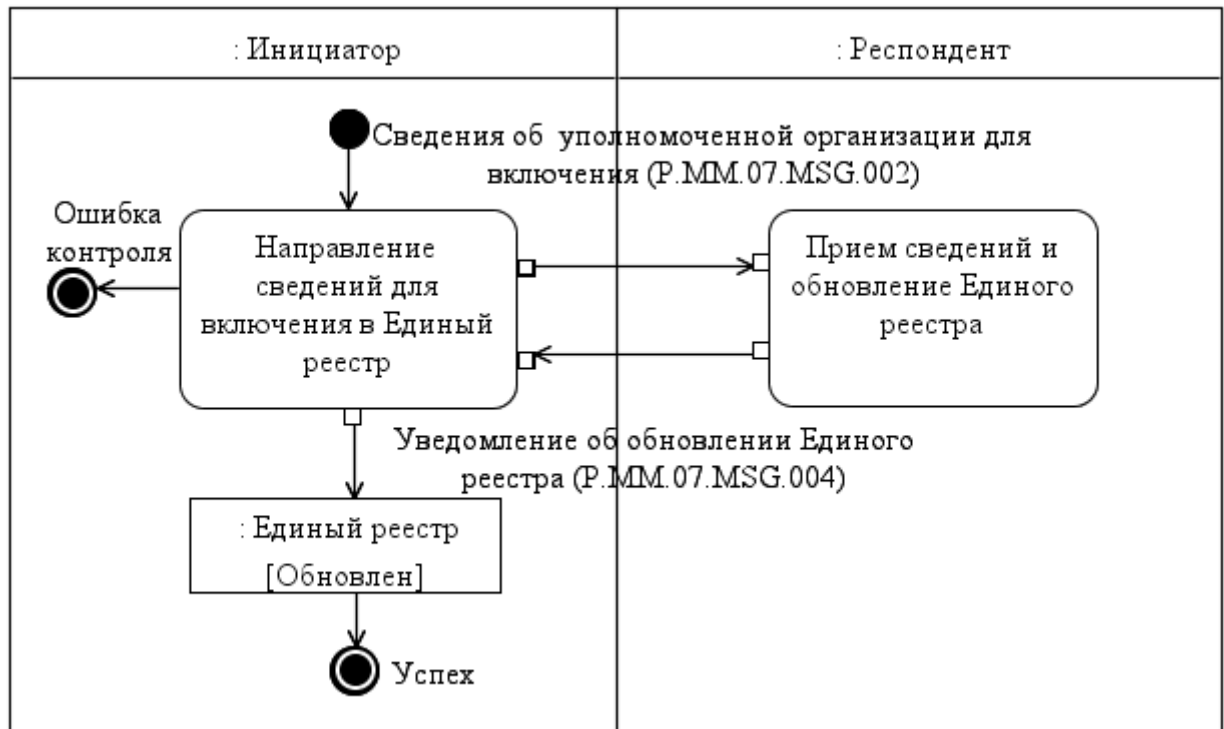 : Инициатор
: Респондент
Сведения об уполномоченной организации для
включения (P.MM.07.MSG.002)
Ошибка
контроля
Направление
сведений для
включения в Единый
реестр
Прием сведений и
обновление Единого
реестра
Уведомление об обновлении Единого
реестра (P.MM.07.MSG.004)
: Единый реестр
[Обновлен]
Успех